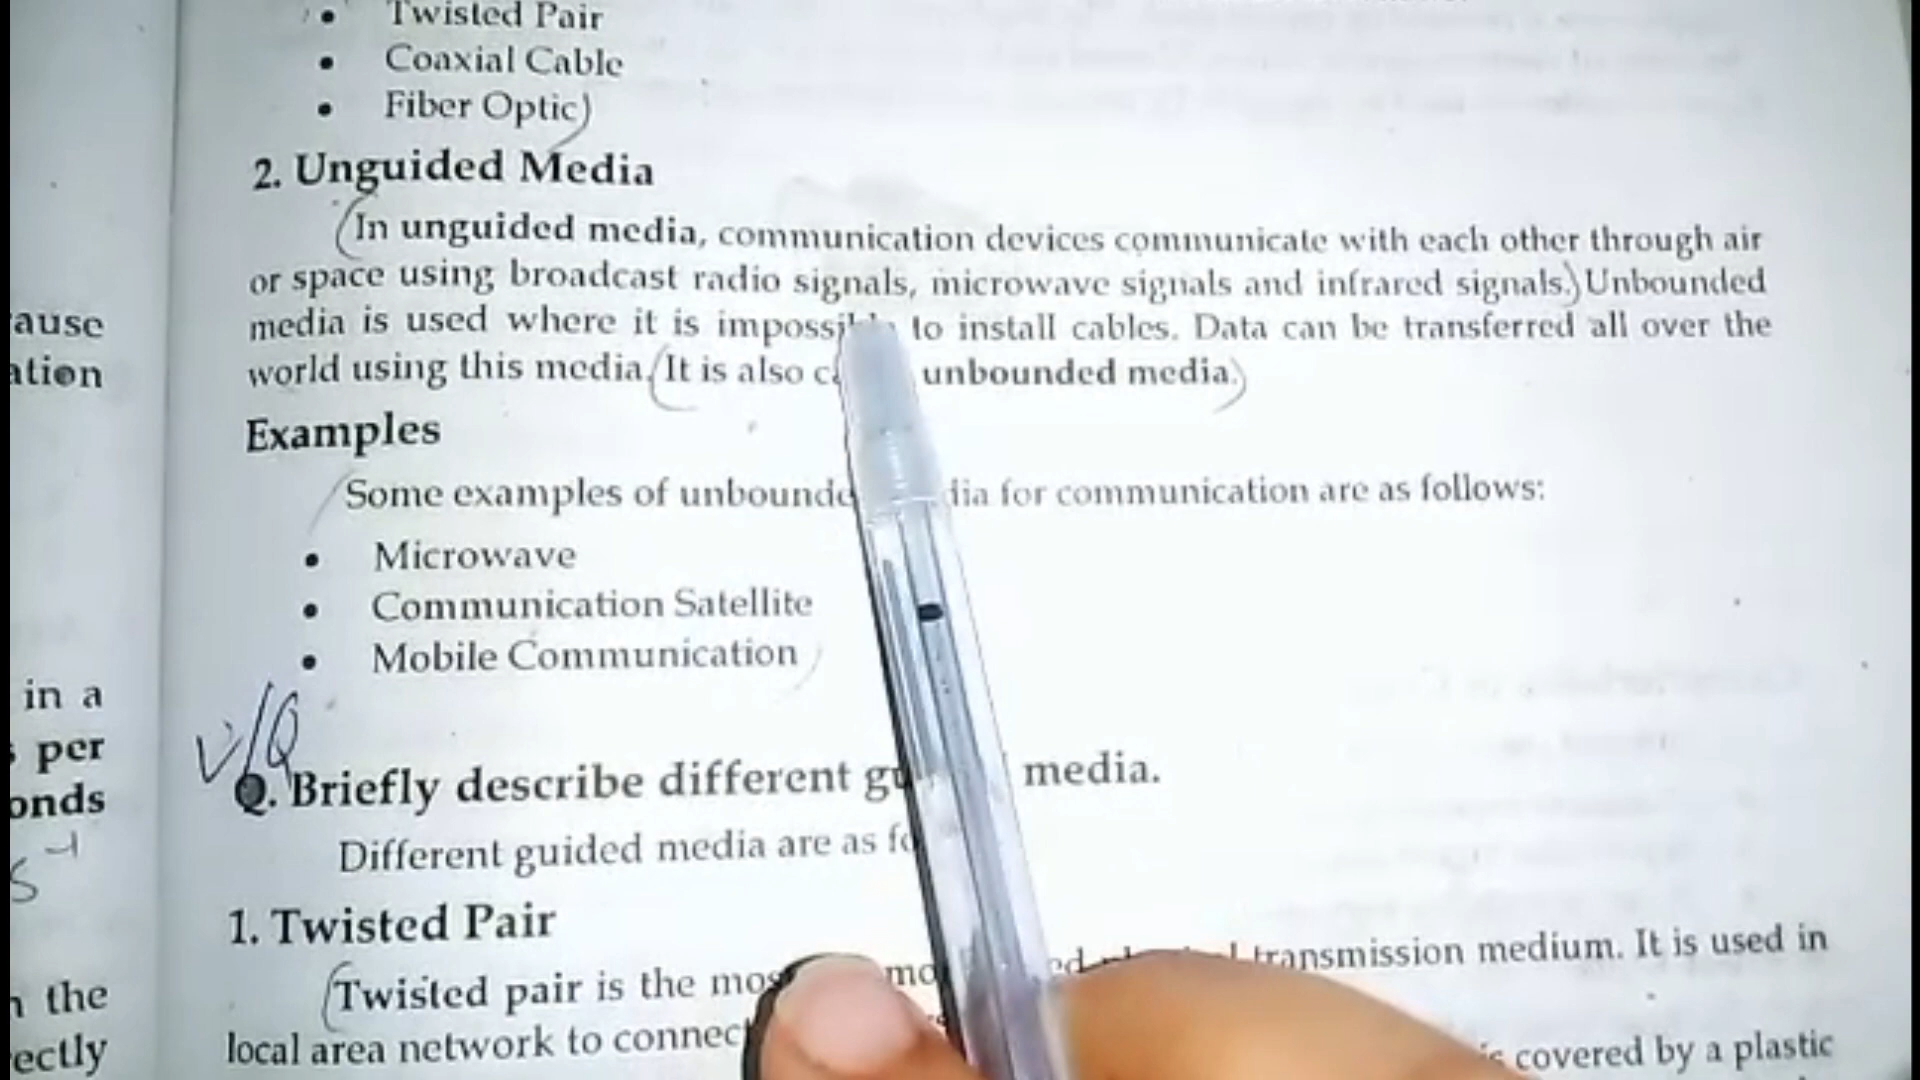 Twisted Pair
Coaxial Cable
Fiber Optic)
2. Unguided Media
(In unguided media, communication devices communicate with each other through air
or space using broadcast radio signals, microwave signals and infrared signals.) Unbounded
media is used where it is to install cables. Data can be transferred all over the
world using this media. (It is also unbounded media.)
Examples
Some examples of for communication are as follows:
Microwave
Communication Satellite
Mobile Communication
V/Q
Q. Briefly describe different media.
Different guided media are as
1. Twisted Pair
(Twisted pair is the transmission medium. It is used in
local area network to covered by a plastic
ause
ation
in a
per
onds
s⁻¹
the
ectly